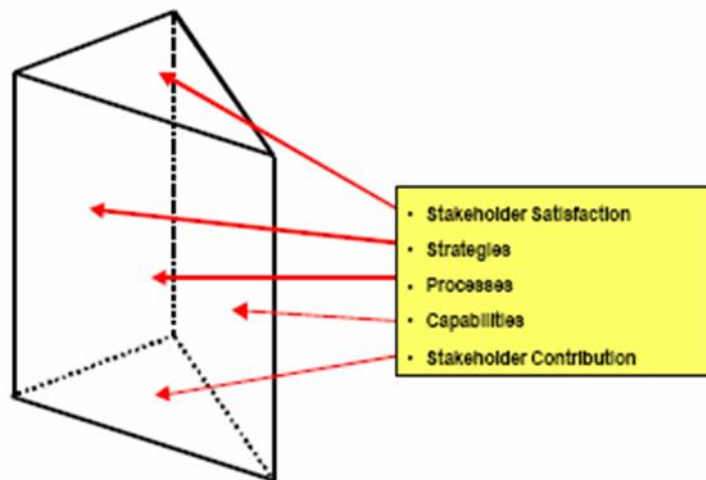 • Stakeholder Satisfaction
• Strategies
• Processes
• Capabilities
• Stakeholder Contribution